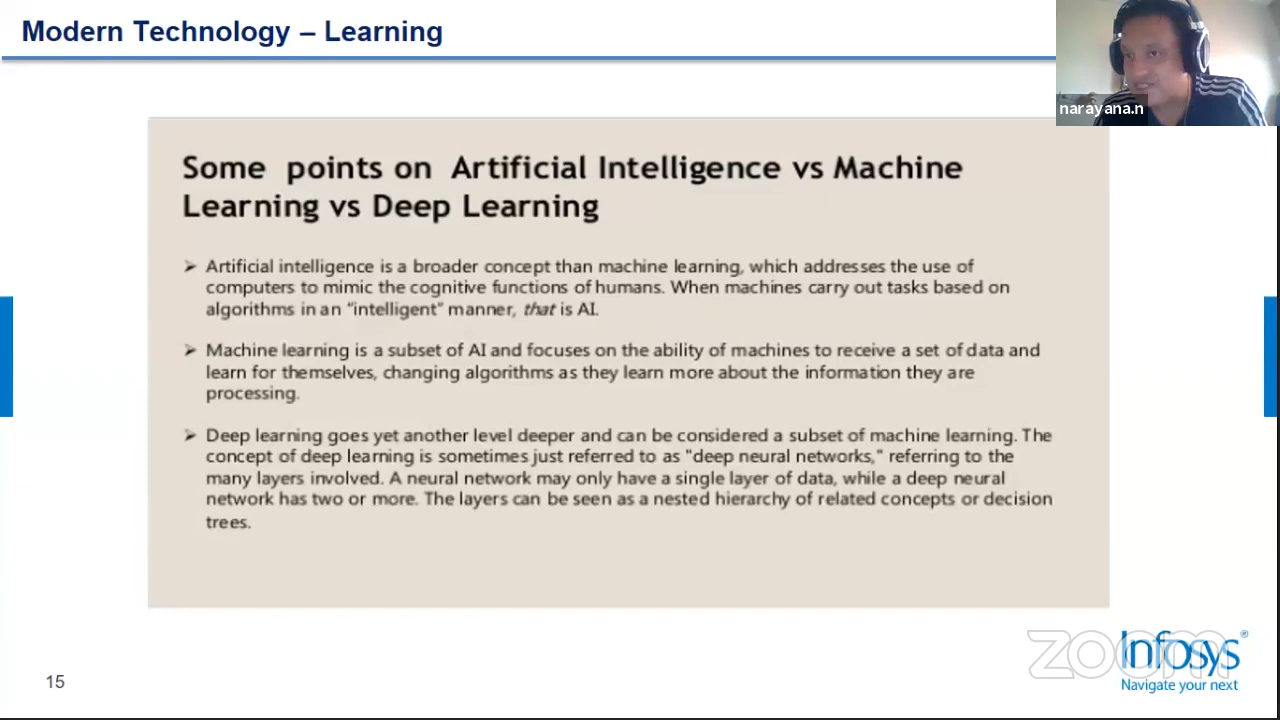 Modern Technology – Learning
narayana.n
Some points on Artificial Intelligence vs Machine
Learning vs Deep Learning
➤ Artificial intelligence is a broader concept than machine learning, which addresses the use of
computers to mimic the cognitive functions of humans. When machines carry out tasks based on
algorithms in an “intelligent” manner, that is AI.
➤ Machine learning is a subset of AI and focuses on the ability of machines to receive a set of data and
learn for themselves, changing algorithms as they learn more about the information they are
processing.
➤ Deep learning goes yet another level deeper and can be considered a subset of machine learning. The
concept of deep learning is sometimes just referred to as "deep neural networks," referring to the
many layers involved. A neural network may only have a single layer of data, while a deep neural
network has two or more. The layers can be seen as a nested hierarchy of related concepts or decision
trees.
zoom
Infosys®
Navigate your next
15